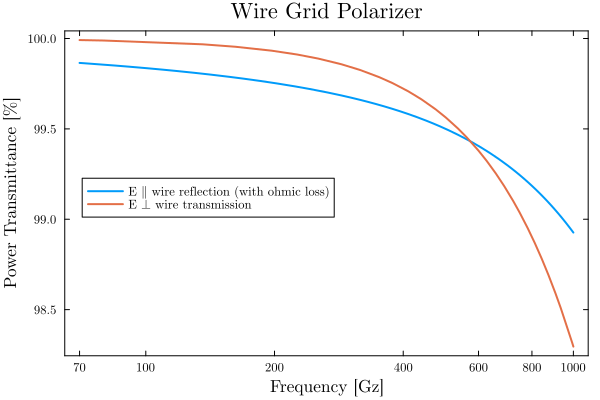 Wire Grid Polarizer
Power Transmittance [%]
100.0
99.5
99.0
98.5
E ∥ wire reflection (with ohmic loss)
E ⊥ wire transmission
70 100 200 400 600 800 1000
Frequency [Gz]